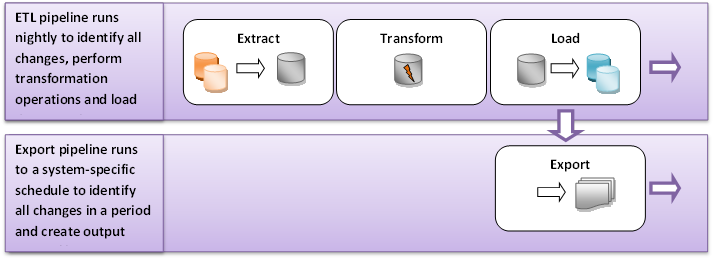 ETL pipeline runs
nightly to identify all
changes, perform
transformation
operations and load
Extract
Transform
Load
Export pipeline runs
to a system-specific
schedule to identify
all changes in a period
and create output
Export